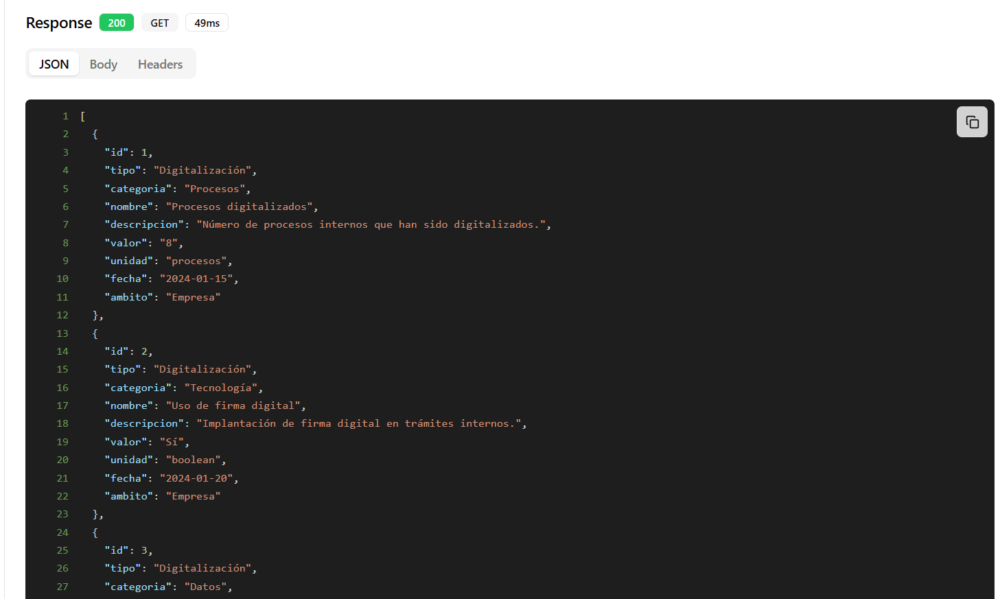 Response 200 GET 49ms
JSON Body Headers
1 [
2 {
3 "id": 1,
4 "tipo": "Digitalización",
5 "categoria": "Procesos",
6 "nombre": "Procesos digitalizados",
7 "descripcion": "Número de procesos internos que han sido digitalizados.",
8 "valor": "8",
9 "unidad": "procesos",
10 "fecha": "2024-01-15",
11 "ambito": "Empresa"
12 },
13 {
14 "id": 2,
15 "tipo": "Digitalización",
16 "categoria": "Tecnología",
17 "nombre": "Uso de firma digital",
18 "descripcion": "Implantación de firma digital en trámites internos.",
19 "valor": "Sí",
20 "unidad": "boolean",
21 "fecha": "2024-01-20",
22 "ambito": "Empresa"
23 },
24 {
25 "id": 3,
26 "tipo": "Digitalización",
27 "categoria": "Datos",